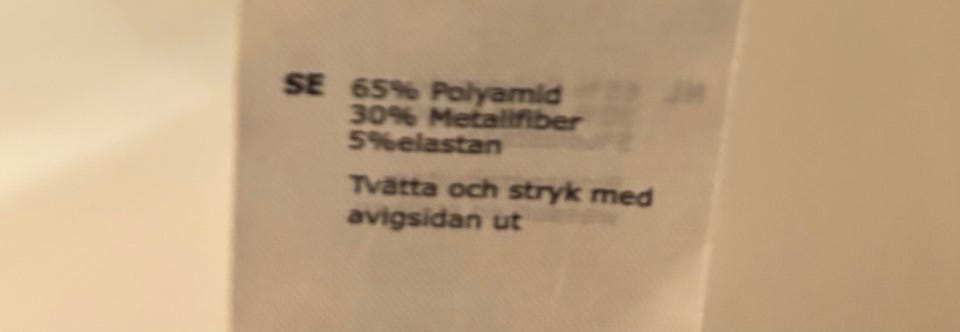 SE 65% Polyamid
30% Metallfiber
5%elastan
Tvätta och stryk med
avigsidan ut